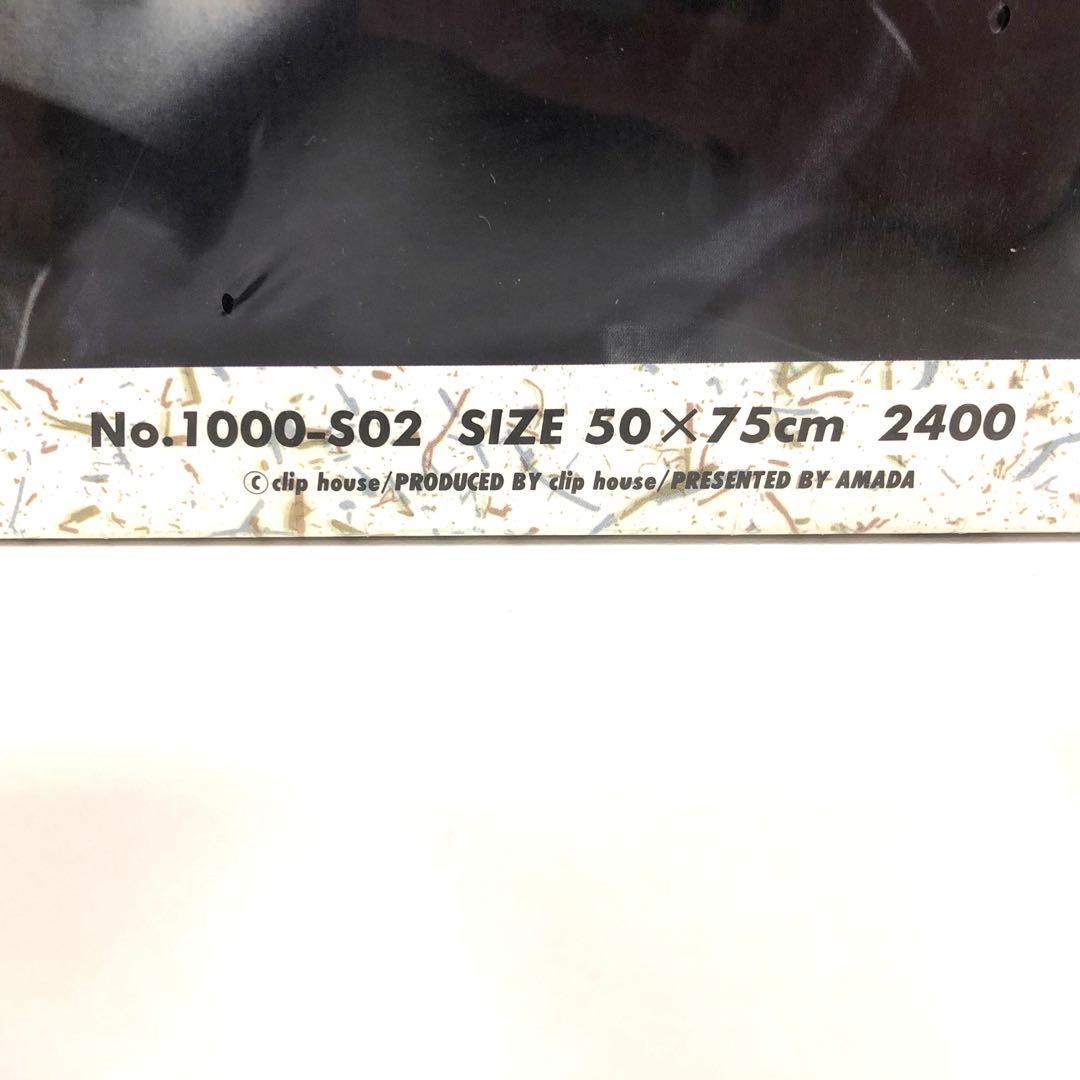 No.1000-S02 SIZE 50×75cm 2400
©clip house/PRODUCED BY clip house/PRESENTED BY AMADA